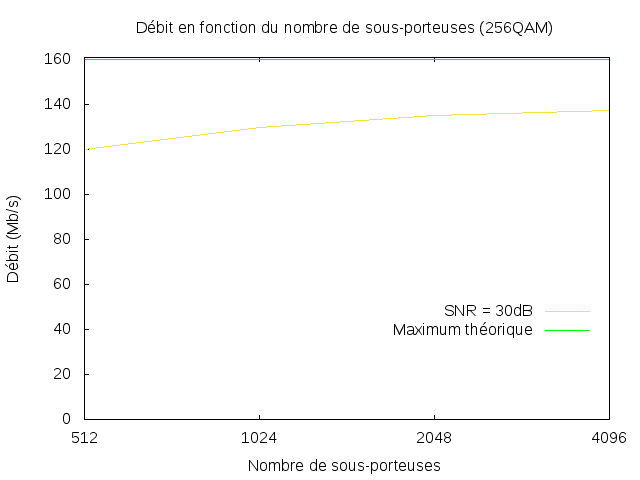 Débit en fonction du nombre de sous-porteuses (256QAM)
160
140
120
100
80
60
40
20
0
Débit (Mb/s)
SNR = 30dB
Maximum théorique
512 1024 2048 4096
Nombre de sous-porteuses